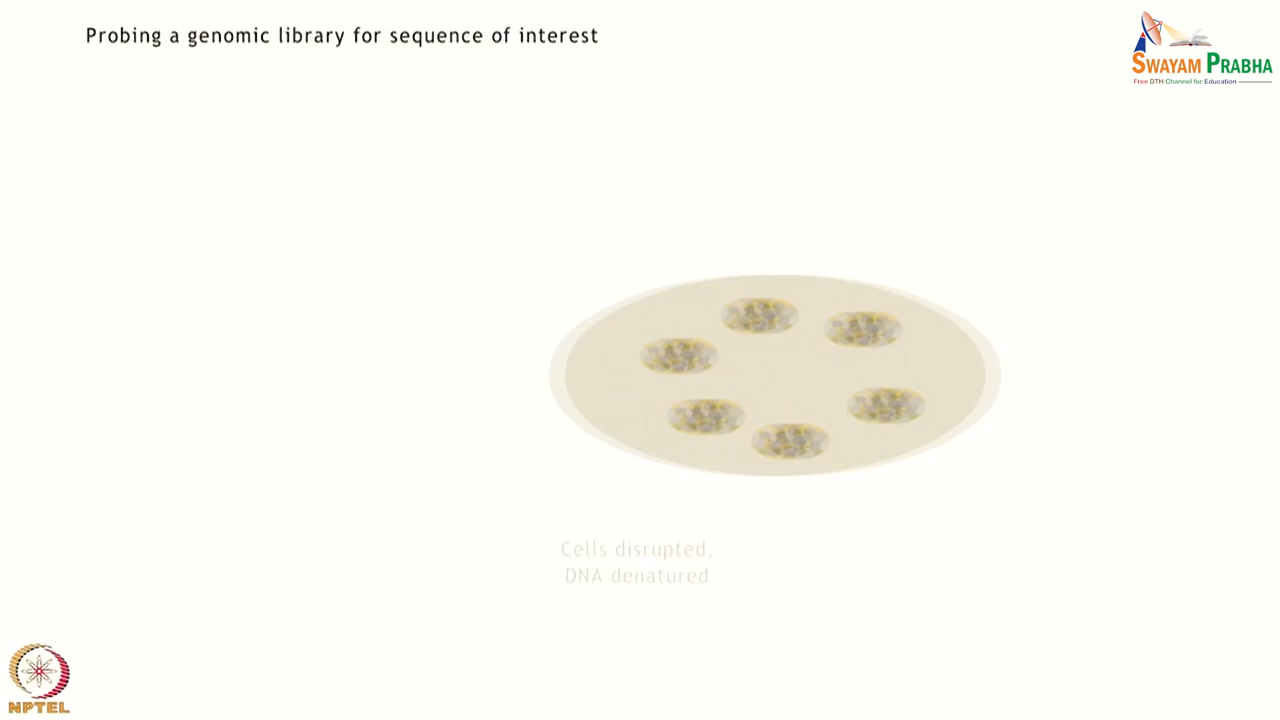 Probing a genomic library for sequence of interest
SWAYAM PRABHA
Free DTH Channel for Education
Cells disrupted,
DNA denatured
NPTEL